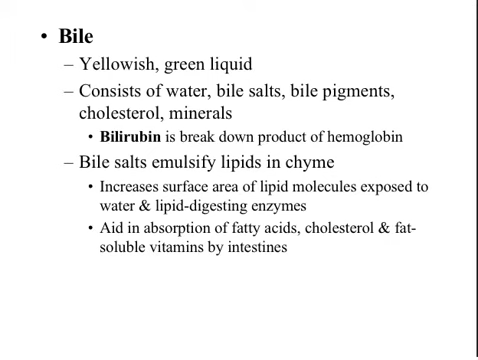 • Bile
– Yellowish, green liquid
– Consists of water, bile salts, bile pigments,
cholesterol, minerals
• Bilirubin is break down product of hemoglobin
– Bile salts emulsify lipids in chyme
• Increases surface area of lipid molecules exposed to
water & lipid-digesting enzymes
• Aid in absorption of fatty acids, cholesterol & fat-
soluble vitamins by intestines